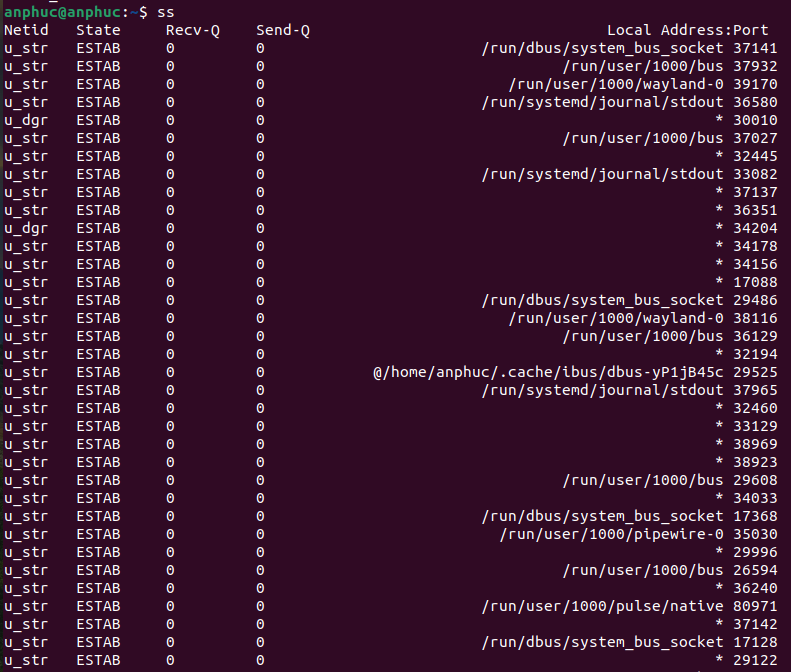 anphuc@anphuc:~$ ss
Netid State Recv-Q Send-Q Local Address:Port
u_str ESTAB 0 0 /run/dbus/system_bus_socket 37141
u_str ESTAB 0 0 /run/user/1000/bus 37932
u_str ESTAB 0 0 /run/user/1000/wayland-0 39170
u_str ESTAB 0 0 /run/systemd/journal/stdout 36580
u_dgr ESTAB 0 0 * 30010
u_str ESTAB 0 0 /run/user/1000/bus 37027
u_str ESTAB 0 0 * 32445
u_str ESTAB 0 0 /run/systemd/journal/stdout 33082
u_str ESTAB 0 0 * 37137
u_str ESTAB 0 0 * 36351
u_dgr ESTAB 0 0 * 34204
u_str ESTAB 0 0 * 34178
u_str ESTAB 0 0 * 34156
u_str ESTAB 0 0 * 17088
u_str ESTAB 0 0 /run/dbus/system_bus_socket 29486
u_str ESTAB 0 0 /run/user/1000/wayland-0 38116
u_str ESTAB 0 0 /run/user/1000/bus 36129
u_str ESTAB 0 0 * 32194
u_str ESTAB 0 0 @/home/anphuc/.cache/ibus/dbus-yP1jB45c 29525
u_str ESTAB 0 0 /run/systemd/journal/stdout 37965
u_str ESTAB 0 0 * 32460
u_str ESTAB 0 0 * 33129
u_str ESTAB 0 0 * 38969
u_str ESTAB 0 0 * 38923
u_str ESTAB 0 0 /run/user/1000/bus 29608
u_str ESTAB 0 0 * 34033
u_str ESTAB 0 0 /run/dbus/system_bus_socket 17368
u_str ESTAB 0 0 /run/user/1000/pipewire-0 35030
u_str ESTAB 0 0 * 29996
u_str ESTAB 0 0 /run/user/1000/bus 26594
u_str ESTAB 0 0 * 36240
u_str ESTAB 0 0 /run/user/1000/pulse/native 80971
u_str ESTAB 0 0 * 37142
u_str ESTAB 0 0 /run/dbus/system_bus_socket 17128
u_str ESTAB 0 0 * 29122